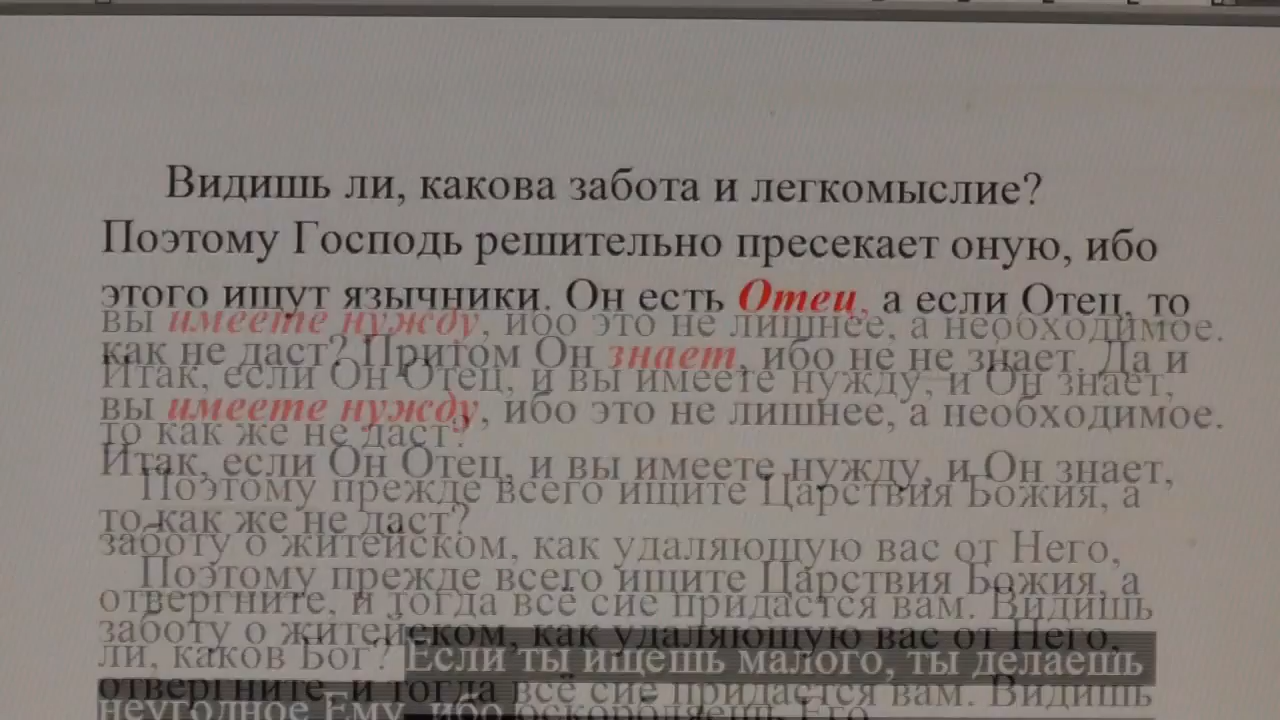 Видишь ли, какова забота и легкомыслие?
Поэтому Господь решительно пресекает оную, ибо
этого ищут язычники. Он есть Отец, а если Отец, то
вы имеете нужду, ибо это не лишнее, а необходимое.
как не даст? Притом Он знает, ибо не не знает. Да и
Итак, если Он Отец, и вы имеете нужду, и Он знает,
вы имеете нужду, ибо это не лишнее, а необходимое.
то как же не даст?
Итак, если Он Отец, и вы имеете нужду, и Он знает,
Поэтому прежде всего ищите Царствия Божия, а
то как же не даст?
заботу о житейском, как удаляющую вас от Него,
Поэтому прежде всего ищите Царствия Божия, а
отвергните, и тогда всё сие придастся вам. Видишь
заботу о житейском, как удаляющую вас от Него,
ли, каков Бог? Если ты ищешь малого, ты делаешь
отвергните, и тогда всё сие придастся вам. Видишь
неугодное Ему, ибо оскорбляешь Его.